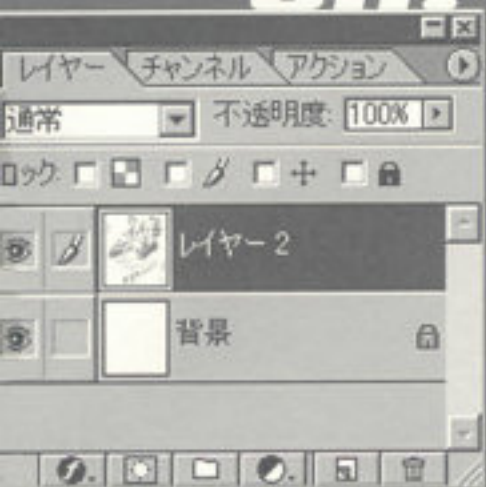 レイヤー チャンネル アクション
通常 不透明度: 100%
ロック:
レイヤー 2
背景